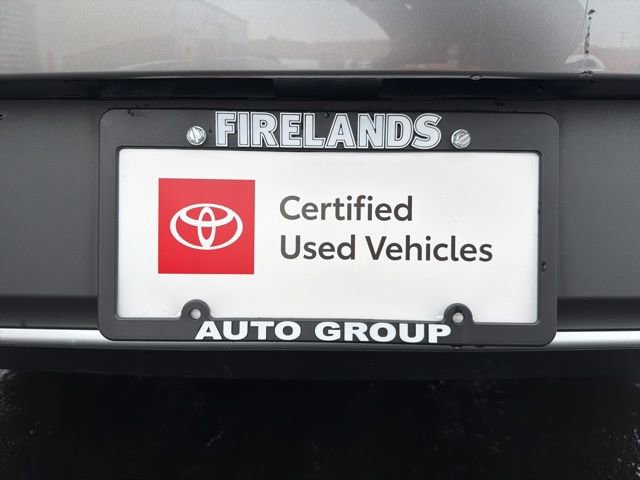 FIRELANDS
Certified
Used Vehicles
AUTO GROUP